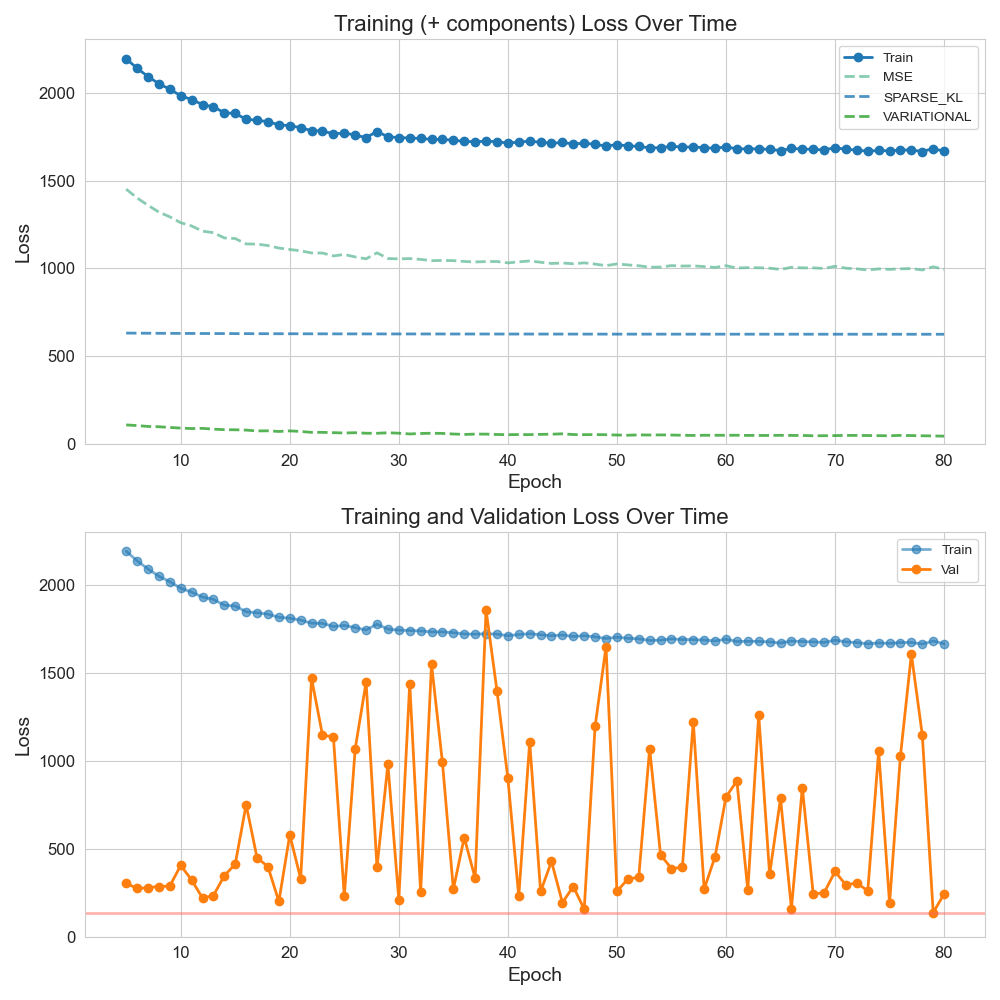 Training (+ components) Loss Over Time
Train
MSE
SPARSE_KL
VARIATIONAL
Loss
2000
1500
1000
500
0
10 20 30 40 50 60 70 80
Epoch
Training and Validation Loss Over Time
Train
Val
Loss
2000
1500
1000
500
0
10 20 30 40 50 60 70 80
Epoch